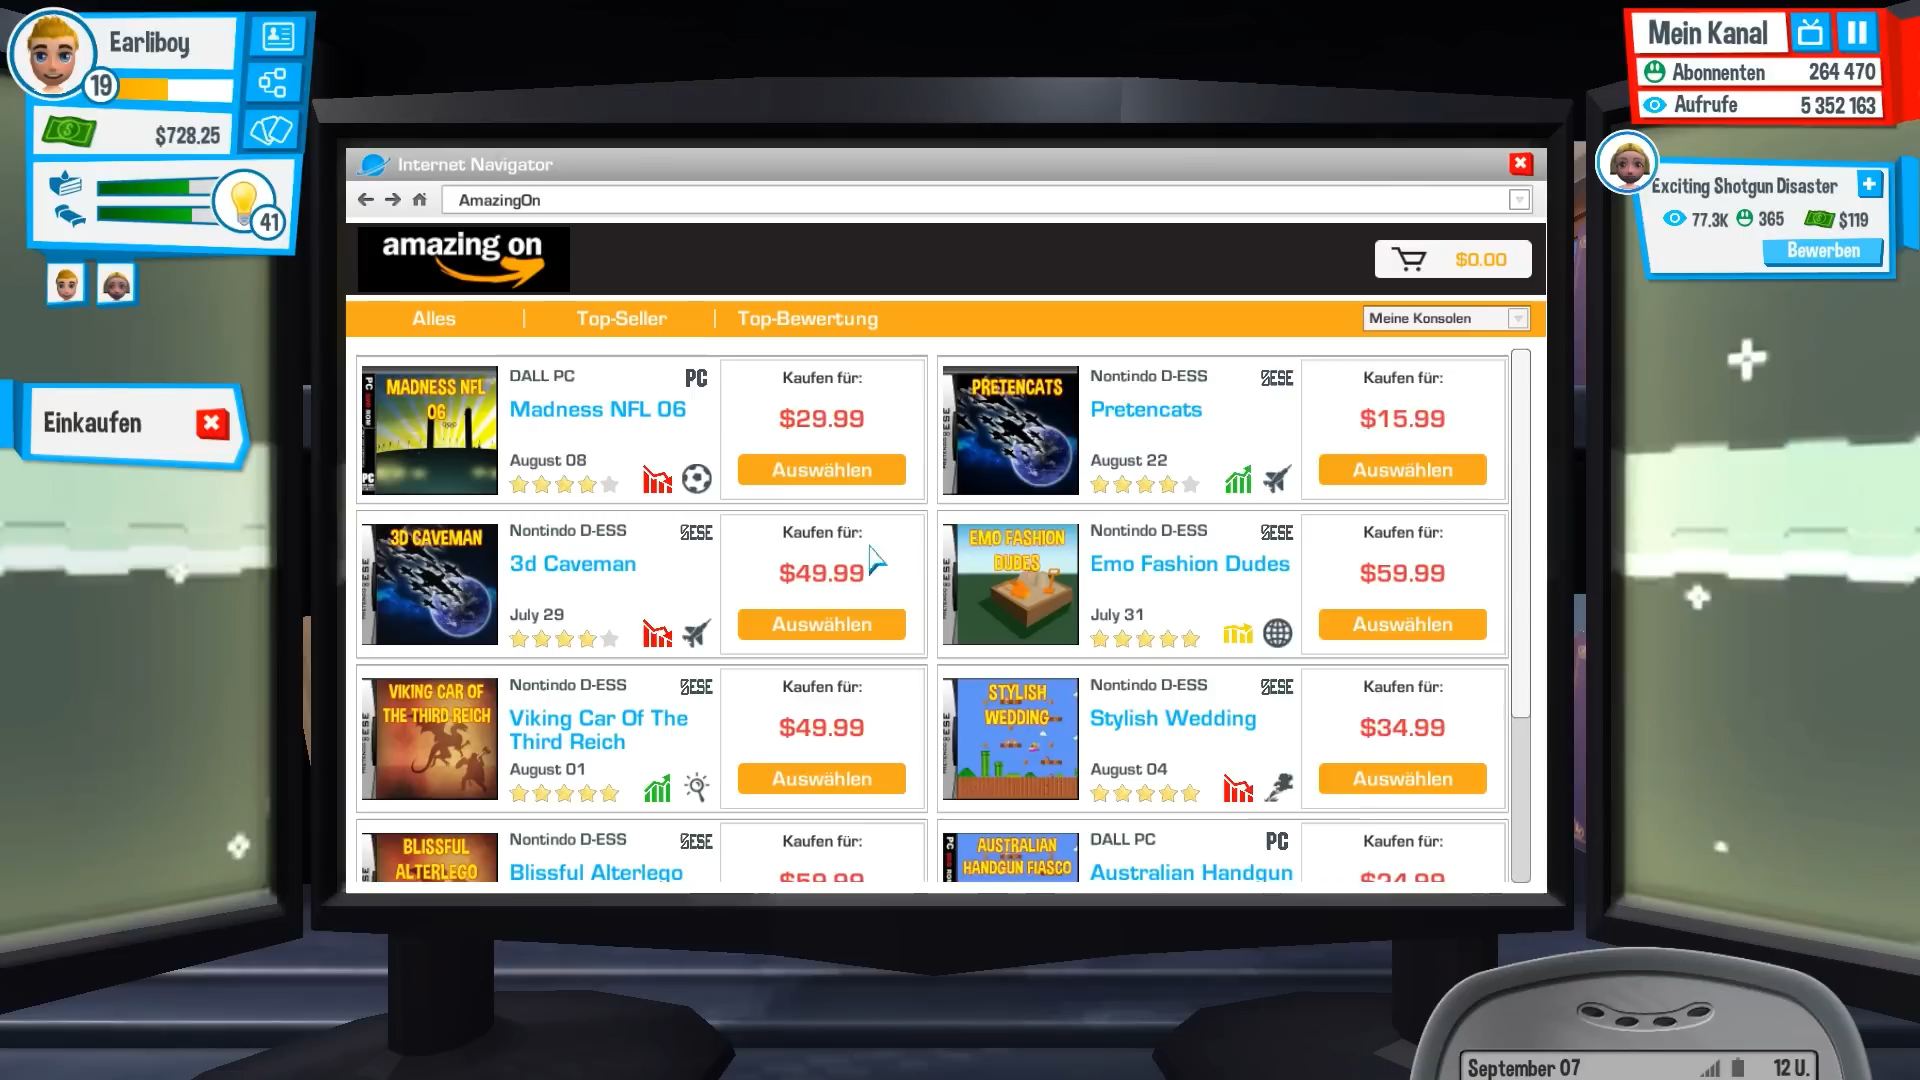 Earliboy
19
$728.25
41
Einkaufen
Internet Navigator
AmazingOn
amazing on
$0.00
Alles | Top-Seller | Top-Bewertung
Meine Konsolen
MADNESS NFL 06
DALL PC PC
Madness NFL 06
August 08
Kaufen für:
$29.99
Auswählen
PRETENCATS
Nontindo D-ESS
Pretencats
August 22
Kaufen für:
$15.99
Auswählen
3D CAVEMAN
Nontindo D-ESS
3d Caveman
July 29
Kaufen für:
$49.99
Auswählen
EMO FASHION
DUDES
Nontindo D-ESS
Emo Fashion Dudes
July 31
Kaufen für:
$59.99
Auswählen
VIKING CAR OF
THE THIRD REICH
Nontindo D-ESS
Viking Car Of The
Third Reich
August 01
Kaufen für:
$49.99
Auswählen
STYLISH
WEDDING
Nontindo D-ESS
Stylish Wedding
August 04
Kaufen für:
$34.99
Auswählen
BLISSFUL
ALTERLEGO
Nontindo D-ESS
Blissful Alterlego
Kaufen für:
AUSTRALIAN
HANDGUN FIASCO
DALL PC PC
Australian Handgun
Kaufen für:
Mein Kanal
Abonnenten 264 470
Aufrufe 5 352 163
Exciting Shotgun Disaster
77.3K 365 $119
Bewerben
September 07 12 U.